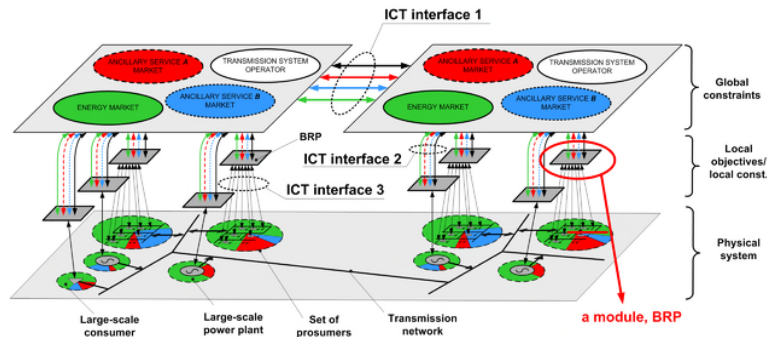 ICT interface 1
ANCILLARY SERVICE A
MARKET
TRANSMISSION SYSTEM
OPERATOR
ENERGY MARKET
ANCILLARY SERVICE B
MARKET
ANCILLARY SERVICE A
MARKET
TRANSMISSION SYSTEM
OPERATOR
ENERGY MARKET
ANCILLARY SERVICE B
MARKET
Global
constraints
BRP
ICT interface 2
ICT interface 3
Local
objectives/
local const.
Physical
system
Large-scale
consumer
Large-scale
power plant
Set of
prosumers
Transmission
network
a module, BRP